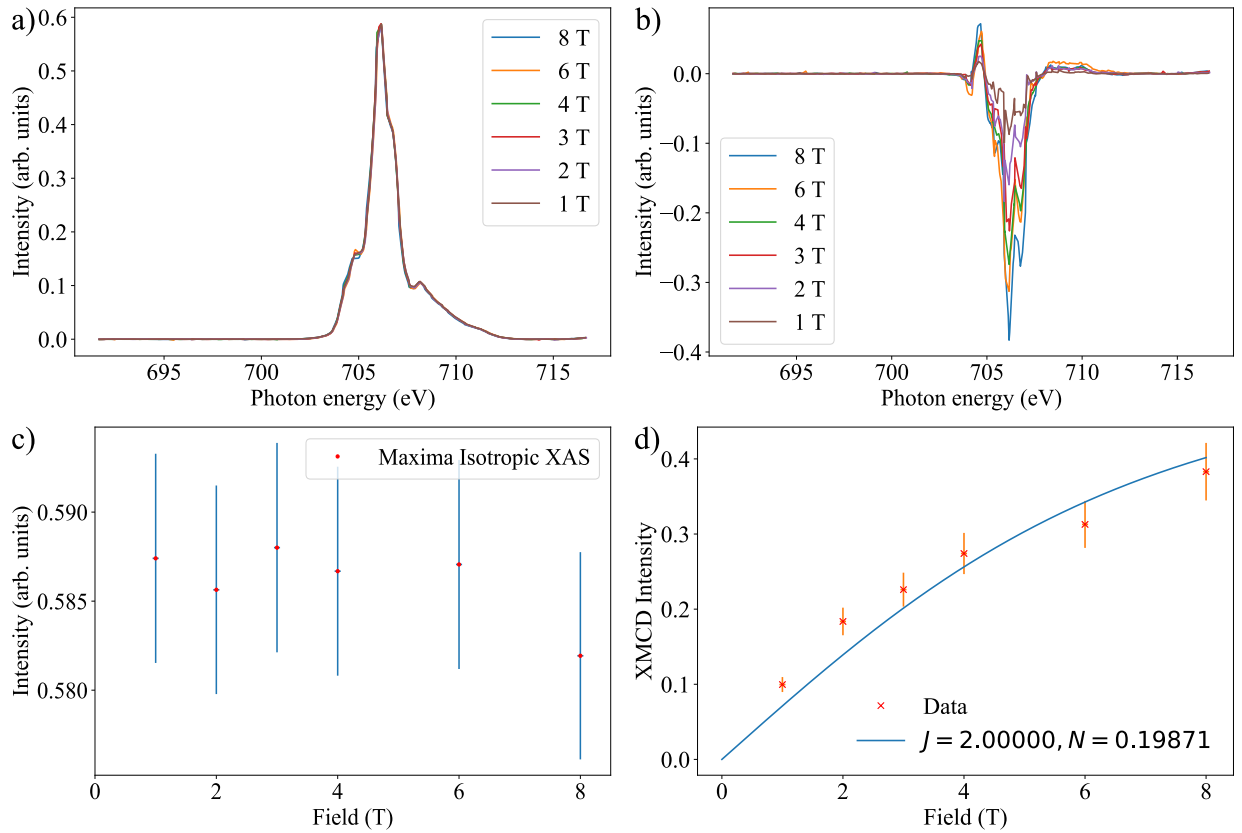 a)
Intensity (arb. units)
0.6
0.5
0.4
0.3
0.2
0.1
0.0
8 T
6 T
4 T
3 T
2 T
1 T
695
700
705
710
715
Photon energy (eV)
b)
Intensity (arb. units)
0.0
−0.1
−0.2
−0.3
−0.4
8 T
6 T
4 T
3 T
2 T
1 T
695
700
705
710
715
Photon energy (eV)
c)
Intensity (arb. units)
0.590
0.585
0.580
Maxima Isotropic XAS
0
2
4
6
8
Field (T)
d)
XMCD Intensity
0.4
0.3
0.2
0.1
0.0
Data
J = 2.00000, N = 0.19871
0
2
4
6
8
Field (T)